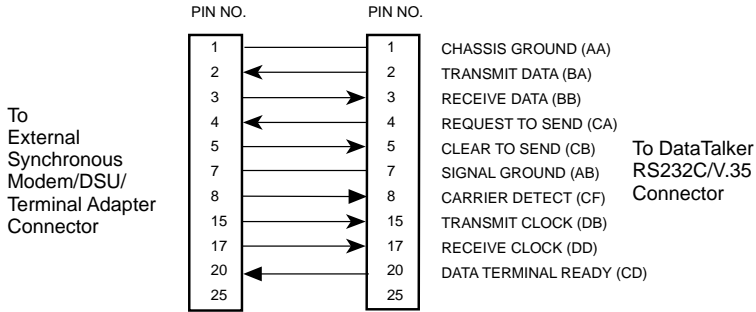 PIN NO. PIN NO.
1 1 CHASSIS GROUND (AA)
2 2 TRANSMIT DATA (BA)
3 3 RECEIVE DATA (BB)
4 4 REQUEST TO SEND (CA)
5 5 CLEAR TO SEND (CB)
7 7 SIGNAL GROUND (AB)
8 8 CARRIER DETECT (CF)
15 15 TRANSMIT CLOCK (DB)
17 17 RECEIVE CLOCK (DD)
20 20 DATA TERMINAL READY (CD)
25 25
To
External
Synchronous
Modem/DSU/
Terminal Adapter
Connector
To DataTalker
RS232C/V.35
Connector